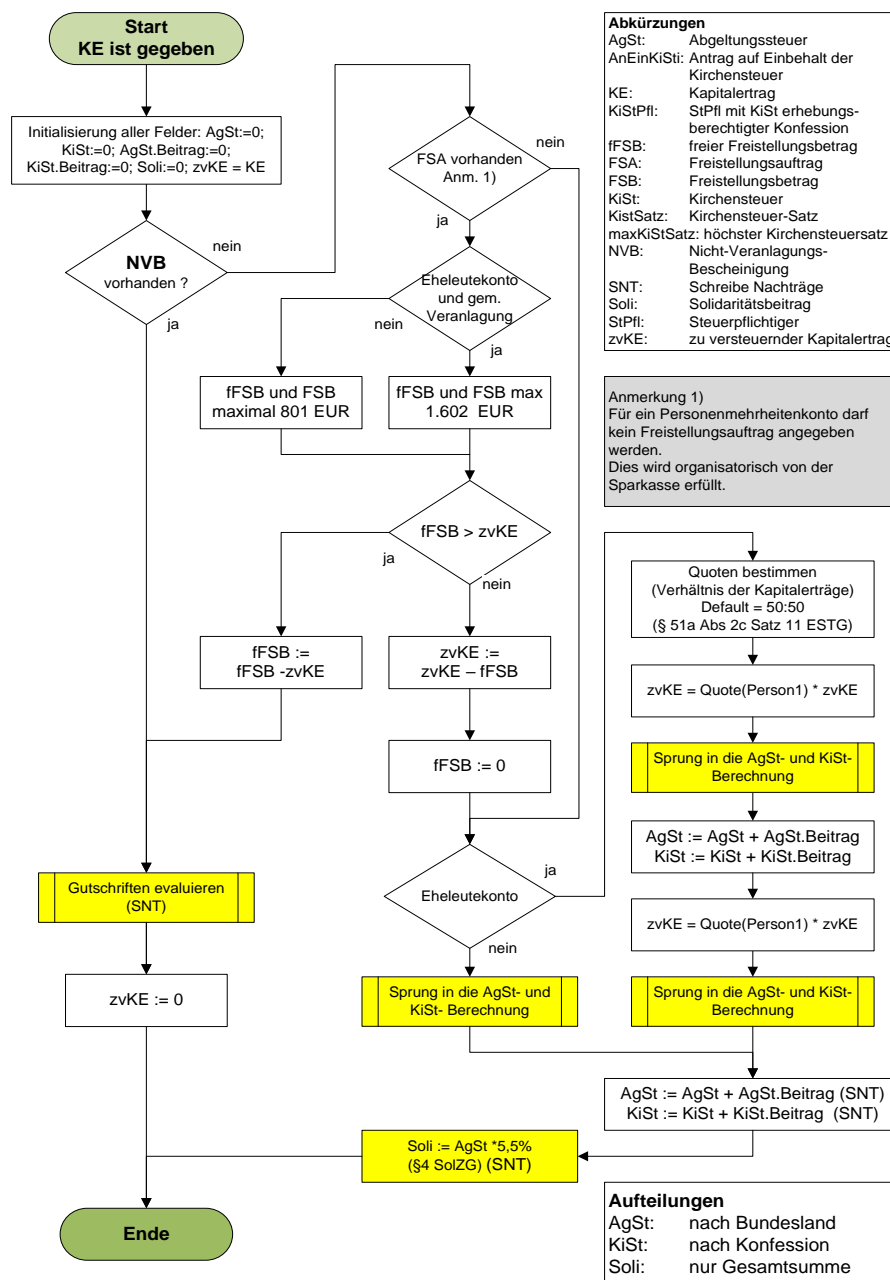 Start
KE ist gegeben
Initialisierung aller Felder: AgSt:=0;
KiSt:=0; AgSt.Beitrag:=0;
KiSt.Beitrag:=0; Soli:=0; zvKE = KE
NVB
vorhanden ?
nein
ja
FSA vorhanden
Anm. 1)
nein
ja
Eheleutekonto
und gem.
Veranlagung
nein
ja
fFSB und FSB
maximal 801 EUR
fFSB und FSB max
1.602 EUR
fFSB > zvKE
ja
nein
fFSB :=
fFSB -zvKE
zvKE :=
zvKE – fFSB
fFSB := 0
Eheleutekonto
ja
nein
Gutschriften evaluieren
(SNT)
zvKE := 0
Sprung in die AgSt- und
KiSt- Berechnung
Quoten bestimmen
(Verhältnis der Kapitalerträge)
Default = 50:50
(§ 51a Abs 2c Satz 11 ESTG)
zvKE = Quote(Person1) * zvKE
Sprung in die AgSt- und KiSt-
Berechnung
AgSt := AgSt + AgSt.Beitrag
KiSt := KiSt + KiSt.Beitrag
zvKE = Quote(Person1) * zvKE
Sprung in die AgSt- und KiSt-
Berechnung
AgSt := AgSt + AgSt.Beitrag (SNT)
KiSt := KiSt + KiSt.Beitrag (SNT)
Soli := AgSt *5,5%
(§4 SolZG) (SNT)
Ende
Abkürzungen
AgSt: Abgeltungssteuer
AnEinKiSti: Antrag auf Einbehalt der
Kirchensteuer
KE: Kapitalertrag
KiStPfl: StPfl mit KiSt erhebungs-
berechtigter Konfession
fFSB: freier Freistellungsbetrag
FSA: Freistellungsauftrag
FSB: Freistellungsbetrag
KiSt: Kirchensteuer
KistSatz: Kirchensteuer-Satz
maxKiStSatz: höchster Kirchensteuersatz
NVB: Nicht-Veranlagungs-
Bescheinigung
SNT: Schreibe Nachträge
Soli: Solidaritätsbeitrag
StPfl: Steuerpflichtiger
zvKE: zu versteuernder Kapitalertrag
Anmerkung 1)
Für ein Personenmehrheitenkonto darf
kein Freistellungsauftrag angegeben
werden.
Dies wird organisatorisch von der
Sparkasse erfüllt.
Aufteilungen
AgSt: nach Bundesland
KiSt: nach Konfession
Soli: nur Gesamtsumme